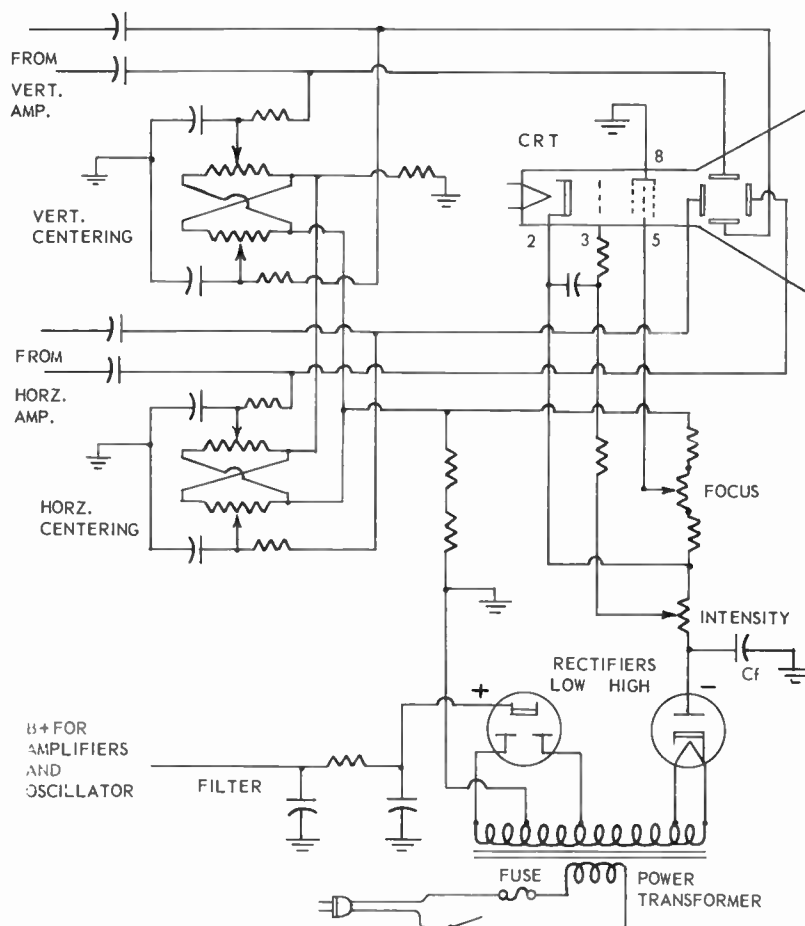 FROM
VERT.
AMP.
VERT.
CENTERING
CRT
8
2
3
5
FROM
HORZ.
AMP.
HORZ.
CENTERING
FOCUS
INTENSITY
Cf
RECTIFIERS
LOW HIGH
+
−
B+ FOR
AMPLIFIERS
AND
OSCILLATOR
FILTER
FUSE
POWER
TRANSFORMER